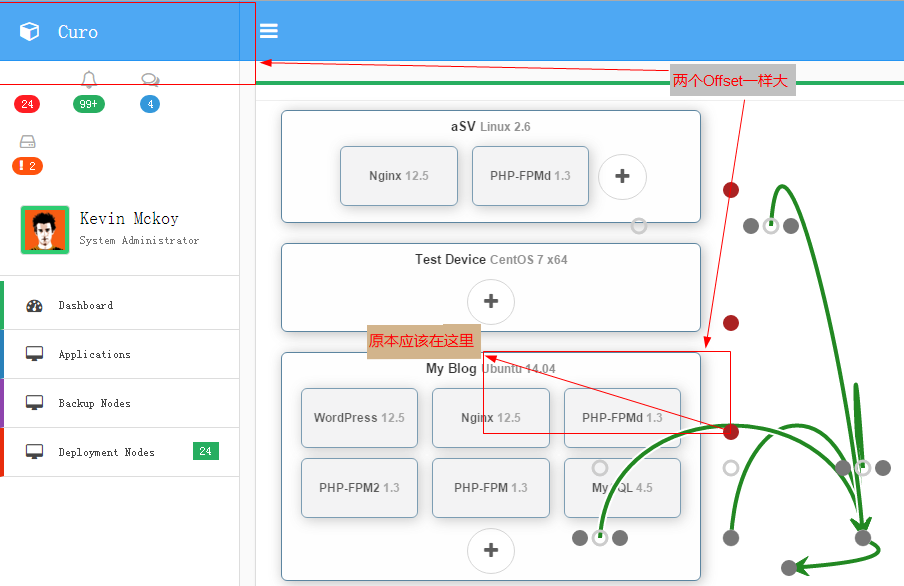 Curo
两个Offset一样大
24
99+
4
2
Kevin Mckoy
System Administrator
Dashboard
Applications
Backup Nodes
Deployment Nodes 24
aSV Linux 2.6
Nginx 12.5
PHP-FPMd 1.3
Test Device CentOS 7 x64
原本应该在这里
My Blog Ubuntu 14.04
WordPress 12.5
Nginx 12.5
PHP-FPMd 1.3
PHP-FPM2 1.3
PHP-FPM 1.3
MySQL 4.5